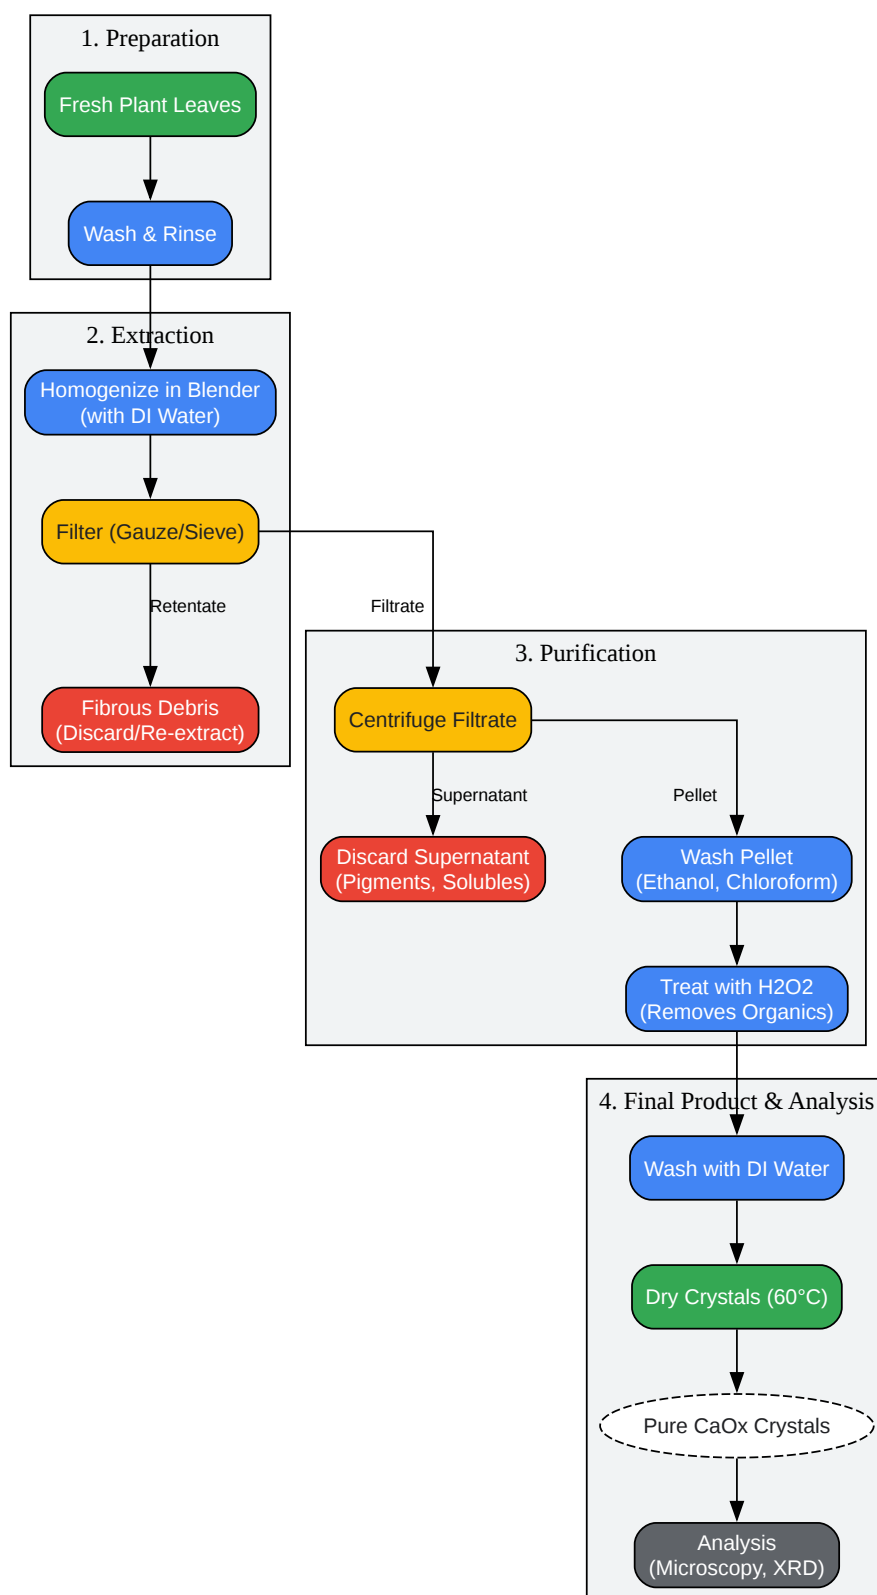 1. Preparation
Fresh Plant Leaves
Wash & Rinse
2. Extraction
Homogenize in Blender
(with DI Water)
Filter (Gauze/Sieve)
Retentate
Filtrate
Fibrous Debris
(Discard/Re-extract)
3. Purification
Centrifuge Filtrate
Supernatant
Pellet
Discard Supernatant
(Pigments, Solubles)
Wash Pellet
(Ethanol, Chloroform)
Treat with H2O2
(Removes Organics)
4. Final Product & Analysis
Wash with DI Water
Dry Crystals (60°C)
Pure CaOx Crystals
Analysis
(Microscopy, XRD)